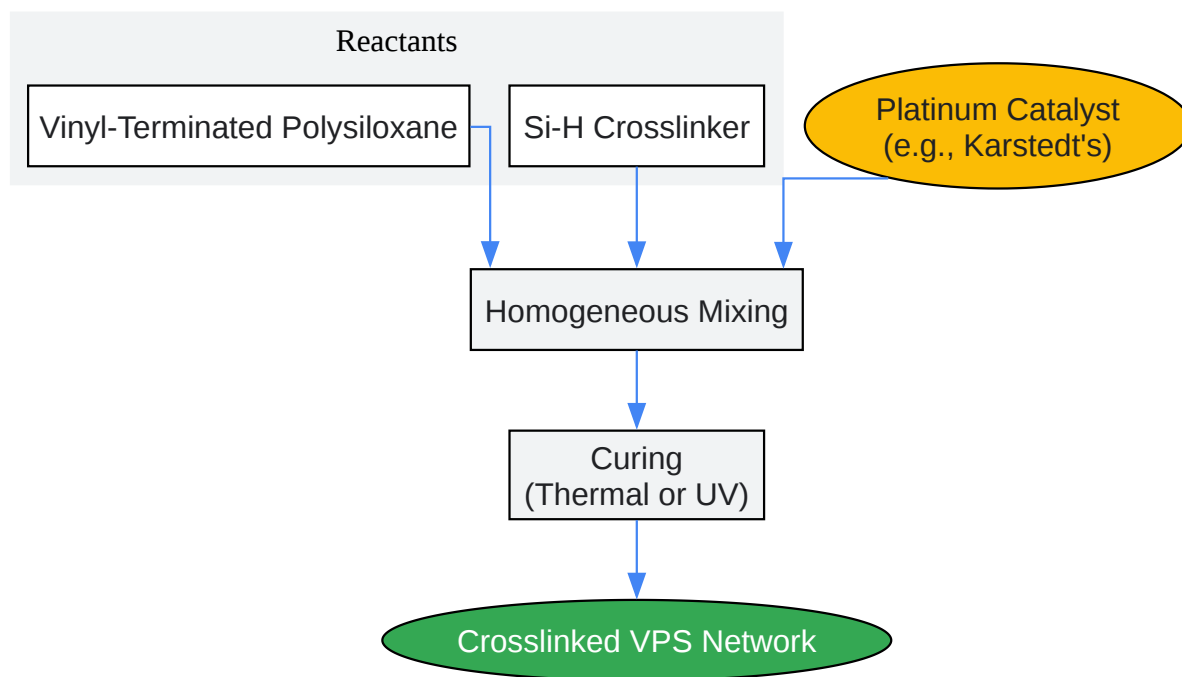 Reactants
Vinyl-Terminated Polysiloxane
Si-H Crosslinker
Platinum Catalyst
(e.g., Karstedt's)
Homogeneous Mixing
Curing
(Thermal or UV)
Crosslinked VPS Network